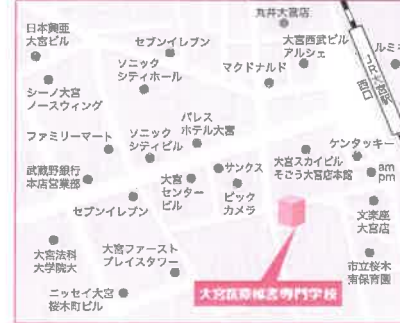 丸井大宮店
日本興亜
大宮ビル
セブンイレブン
大宮西武ビル
アルシェ
ルミネ
ソニック
シティホール
マクドナルド
JR大宮駅
西口
シーノ大宮
ノースウィング
パレス
ホテル大宮
ファミリーマート
ソニック
シティビル
ケンタッキー
大宮スカイビル
そごう大宮店本館
am
pm
武蔵野銀行
本店営業部
大宮
センター
ビル
サンクス
ビック
カメラ
セブンイレブン
文楽座
大宮店
大宮法科
大学院大
大宮ファースト
プレイスタワー
市立桜木
南保育園
大宮医療秘書専門学校
ニッセイ大宮
桜木町ビル